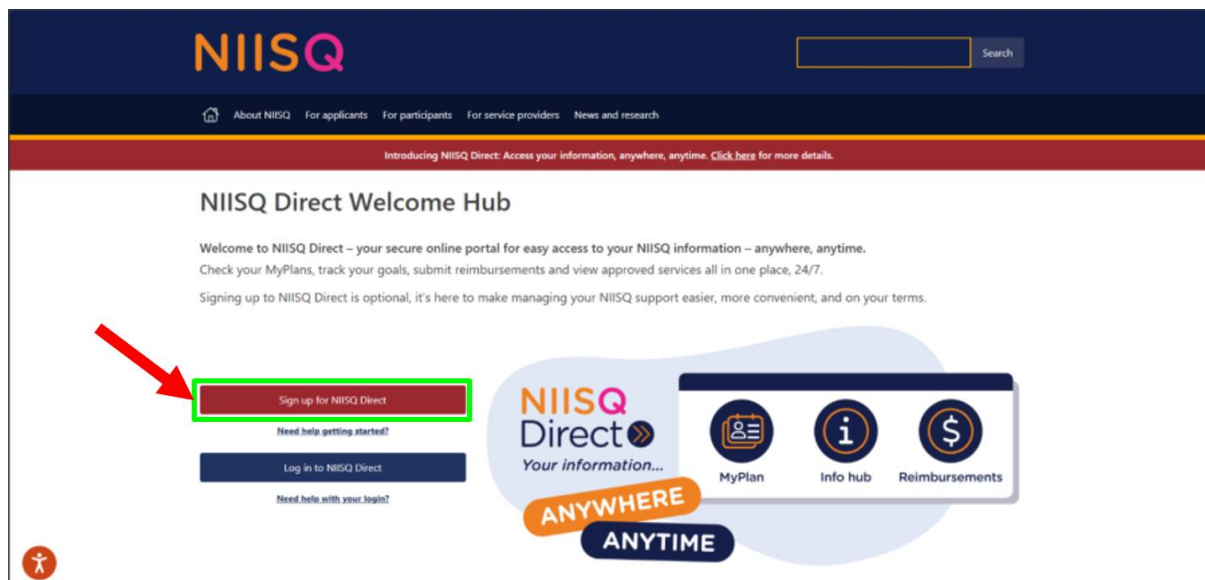 NIISQ
Search
About NIISQ For applicants For participants For service providers News and research
Introducing NIISQ Direct: Access your information, anywhere, anytime. Click here for more details.
NIISQ Direct Welcome Hub
Welcome to NIISQ Direct – your secure online portal for easy access to your NIISQ information – anywhere, anytime.
Check your MyPlans, track your goals, submit reimbursements and view approved services all in one place, 24/7.
Signing up to NIISQ Direct is optional, it's here to make managing your NIISQ support easier, more convenient, and on your terms.
Sign up for NIISQ Direct
Need help getting started?
Log in to NIISQ Direct
Need help with your login?
NIISQ
Direct
Your information...
ANYWHERE
ANYTIME
MyPlan Info hub Reimbursements